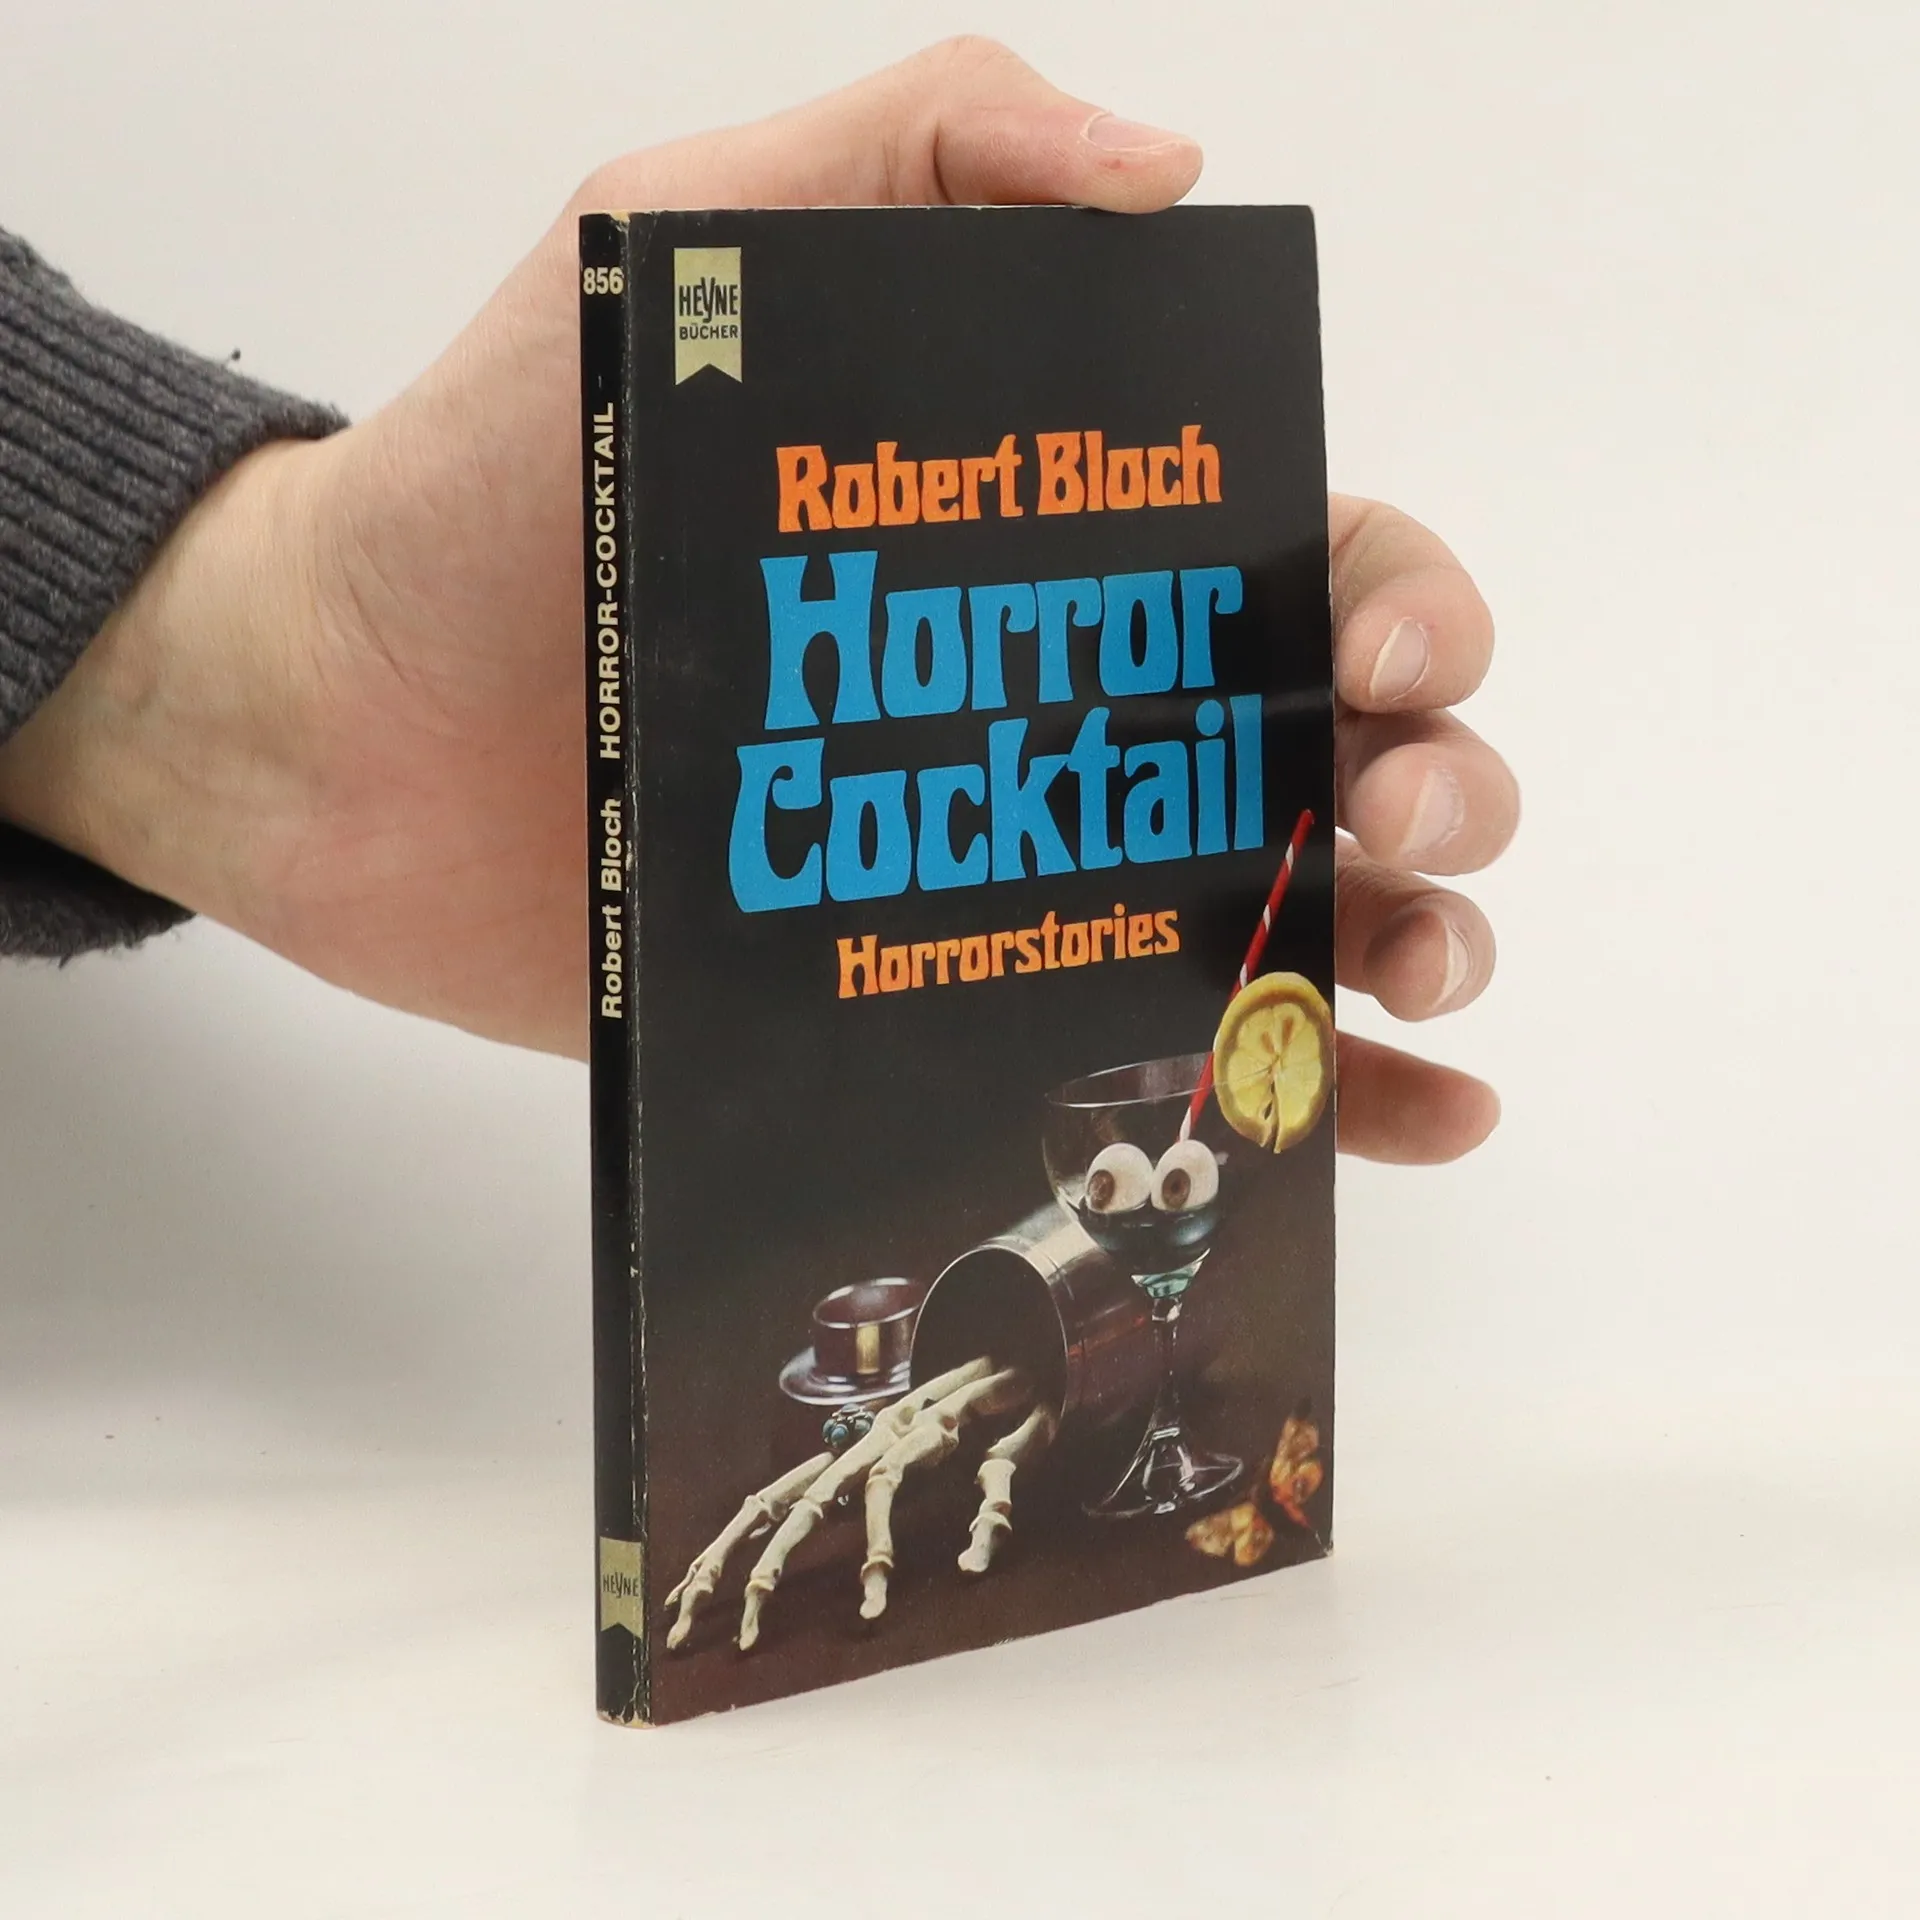 856
Robert Bloch HORROR-COCKTAIL
HEYNE
HEYNE
BÜCHER
Robert Bloch
Horror
Cocktail
Horrorstories